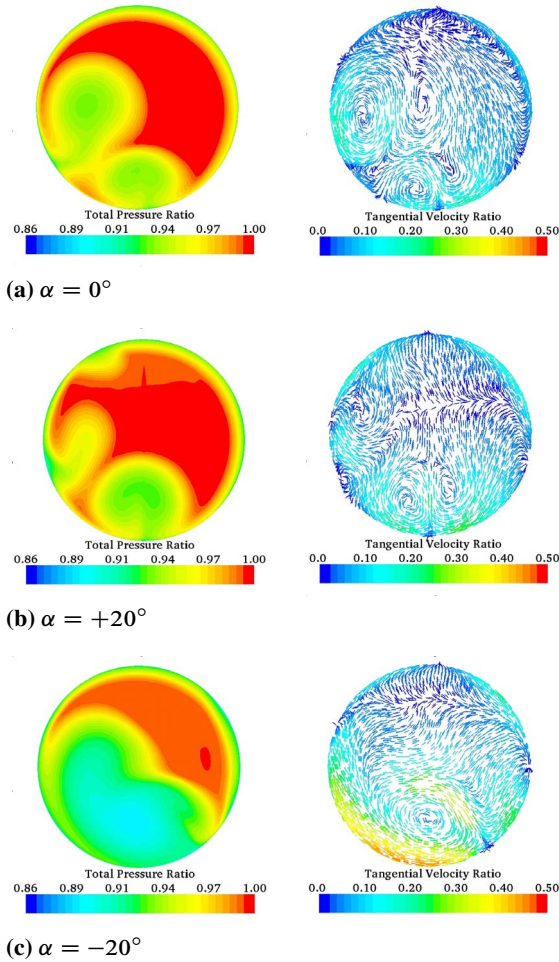 Total Pressure Ratio
0.86 0.89 0.91 0.94 0.97 1.00
Tangential Velocity Ratio
0.0 0.10 0.20 0.30 0.40 0.50
(a) α = 0°
Total Pressure Ratio
0.86 0.89 0.91 0.94 0.97 1.00
Tangential Velocity Ratio
0.0 0.10 0.20 0.30 0.40 0.50
(b) α = +20°
Total Pressure Ratio
0.86 0.89 0.91 0.94 0.97 1.00
Tangential Velocity Ratio
0.0 0.10 0.20 0.30 0.40 0.50
(c) α = −20°